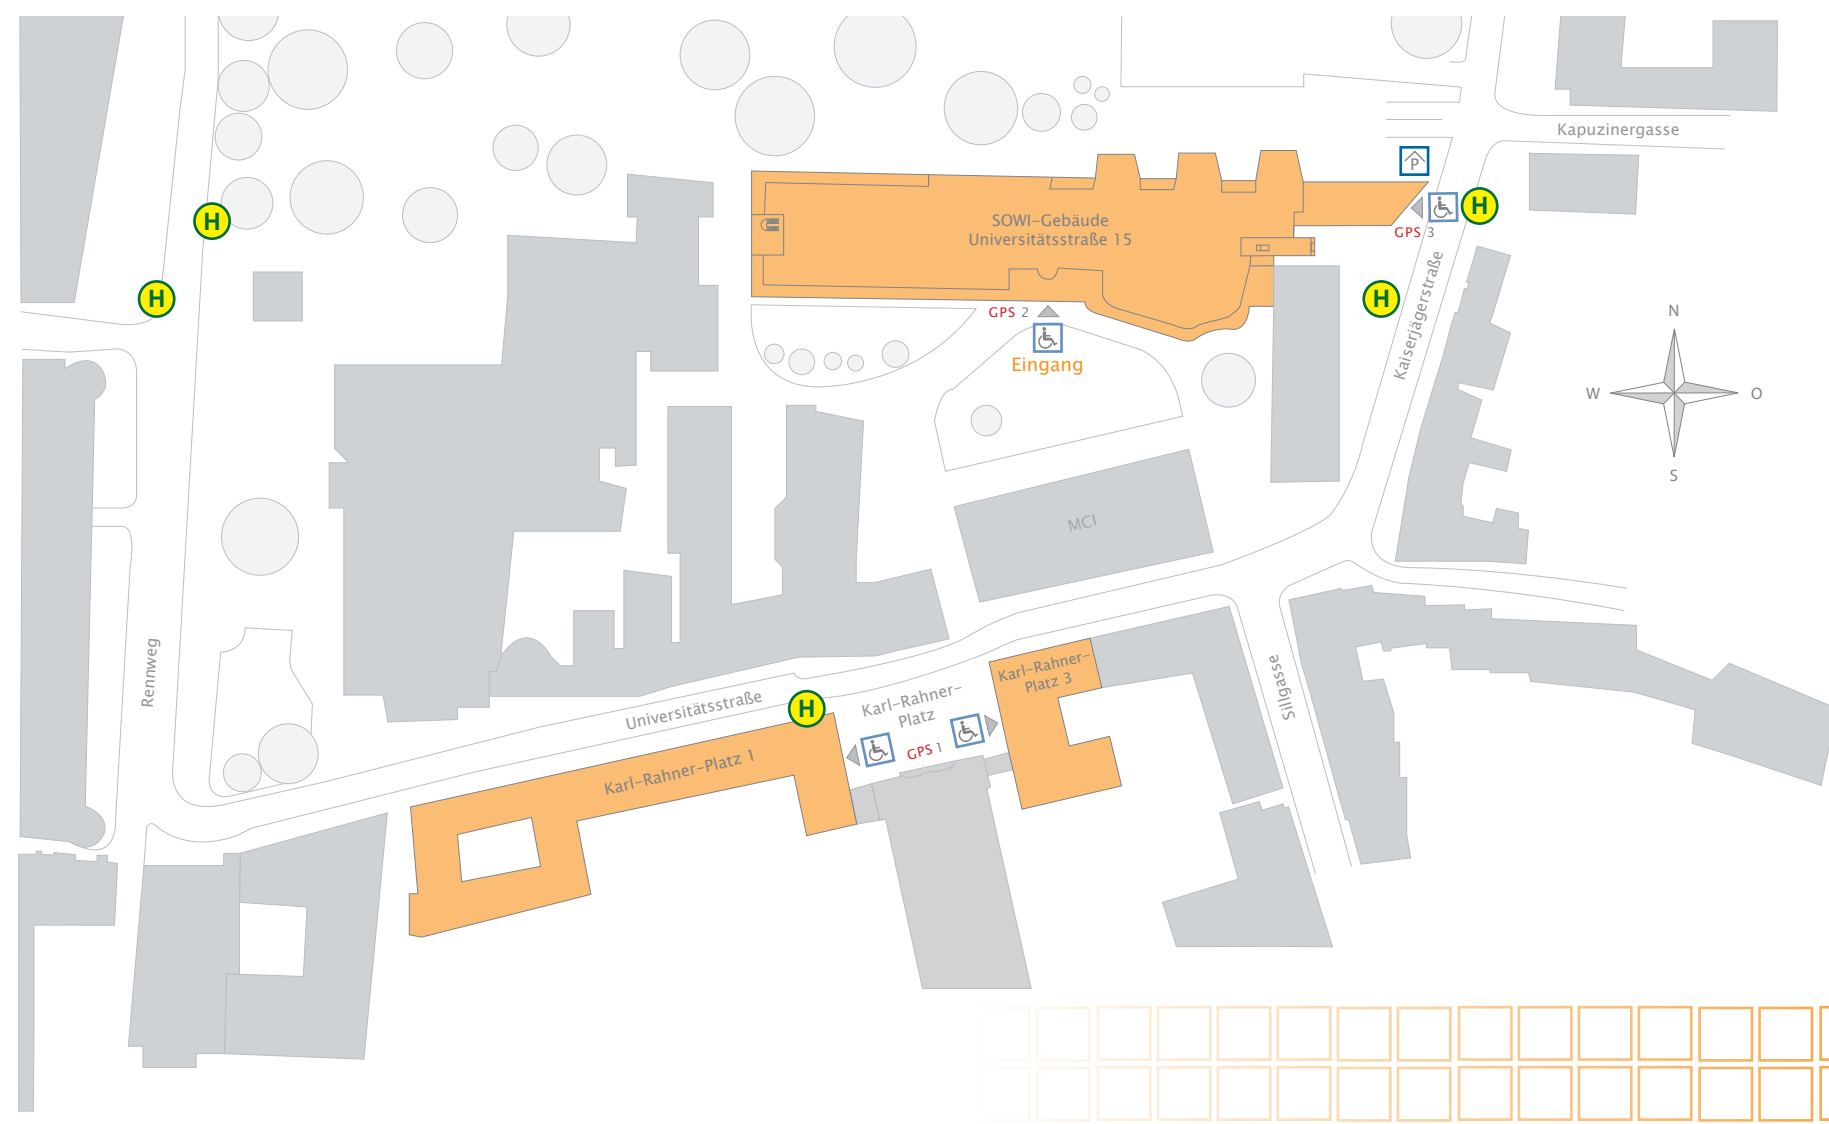 Kapuzinergasse
P
H
H
GPS 3
SOWI-Gebäude
Universitätsstraße 15
H
H
GPS 2
Eingang
Kaiserjägerstraße
N
W
O
S
MCI
Rennweg
Universitätsstraße
H
Karl-Rahner-
Platz
GPS 1
Karl-Rahner-
Platz 3
Sillgasse
Karl-Rahner-Platz 1